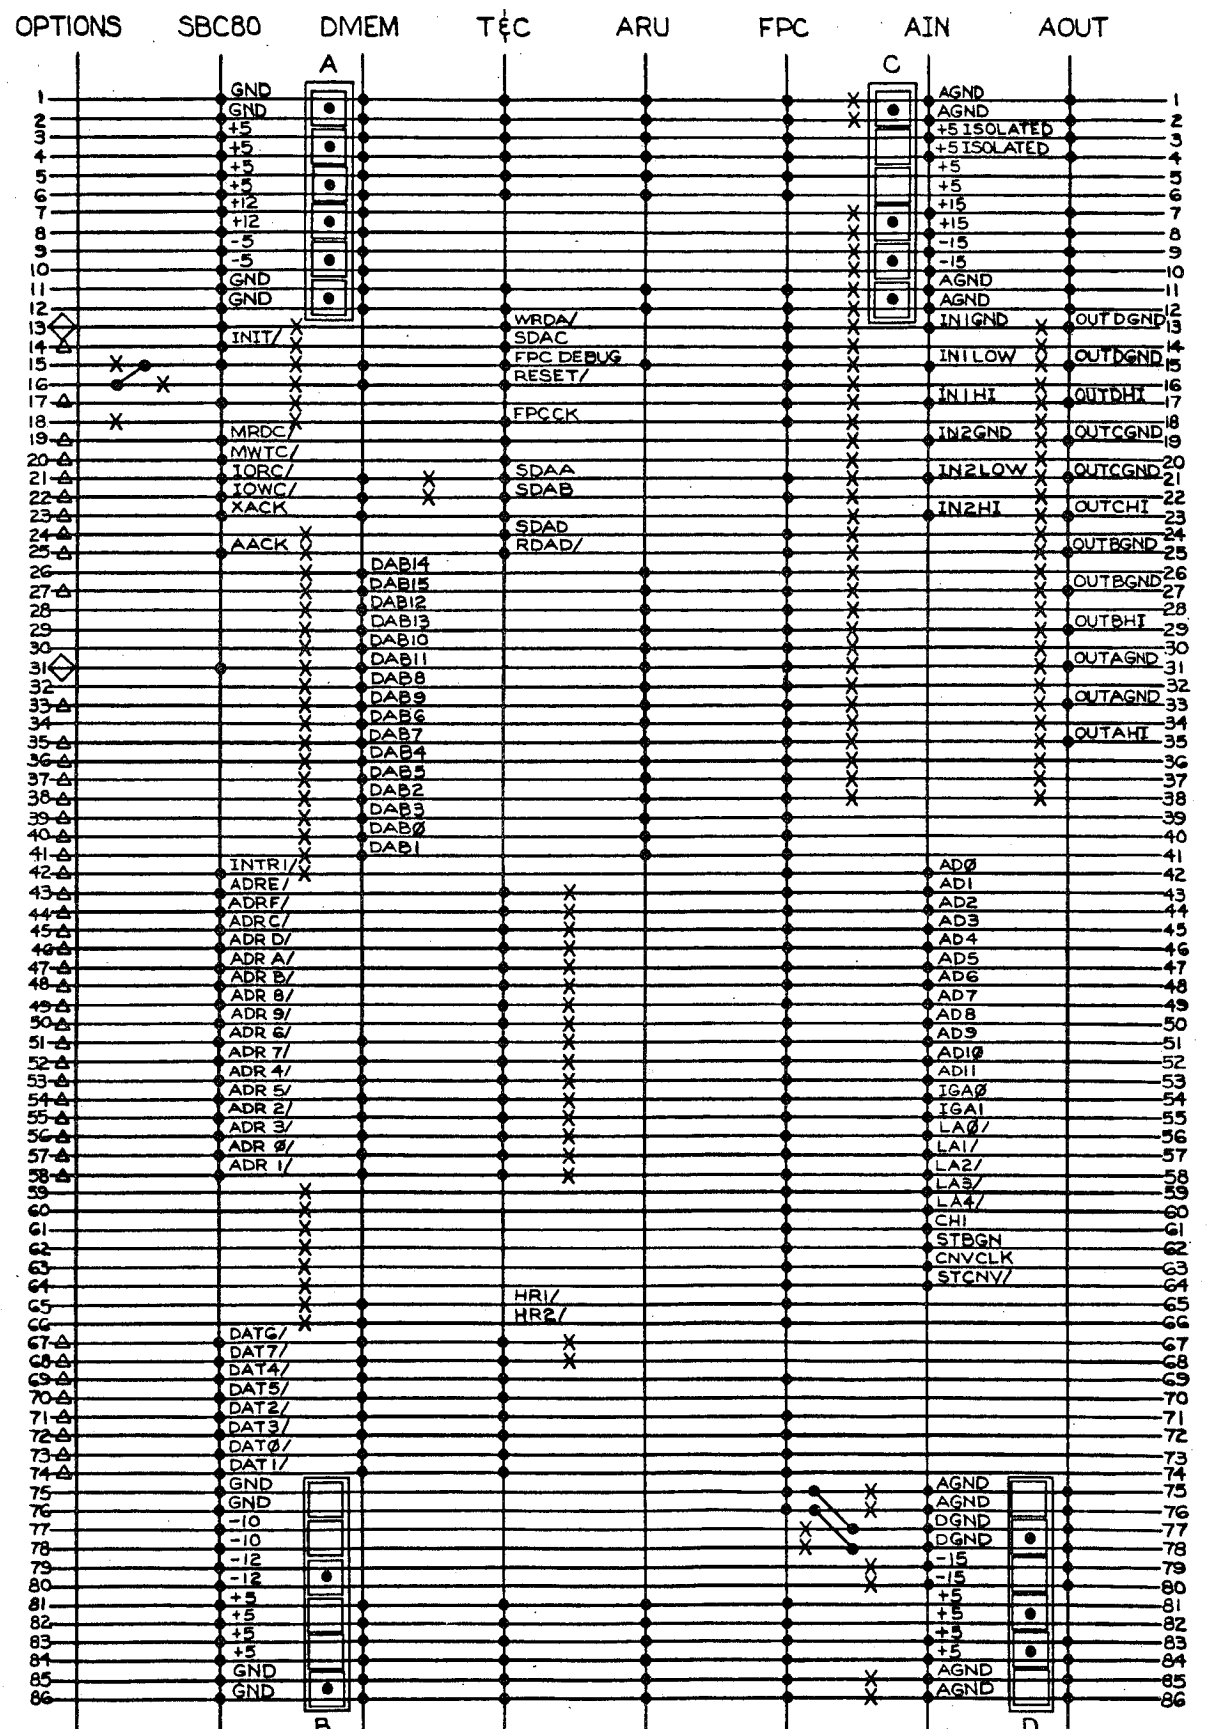 OPTIONS SBC80 DMEM T&C ARU FPC AIN AOUT
A C
1 GND AGND 1
2 GND AGND 2
3 +5 +5 ISOLATED 3
4 +5 +5 ISOLATED 4
5 +5 +5 5
6 +5 +5 6
7 +12 +15 7
8 +12 +15 8
9 -5 -15 9
10 -5 -15 10
11 GND AGND 11
12 GND AGND 12
13 WRDA/ IN1GND OUTDGND 13
14 INIT/ SDAC 14
15 FPC DEBUG IN1LOW OUTDGND 15
16 RESET/ 16
17 IN1HI OUTDHI 17
18 FPCCK 18
19 MRDC/ IN2GND OUTCGND 19
20 MWTC/ 20
21 IORC/ SDAA IN2LOW OUTCGND 21
22 IOWC/ SDAB 22
23 XACK IN2HI OUTCHI 23
24 SDAD 24
25 AACK RDAD/ OUTBGND 25
26 DAB14 26
27 DAB15 OUTBGND 27
28 DAB12 28
29 DAB13 OUTBHI 29
30 DAB10 30
31 DAB11 OUTAGND 31
32 DAB8 32
33 DAB9 OUTAGND 33
34 DAB6 34
35 DAB7 OUTAHI 35
36 DAB4 36
37 DAB5 37
38 DAB2 38
39 DAB3 39
40 DABØ 40
41 DAB1 41
42 INTR1/ ADØ 42
43 ADRE/ AD1 43
44 ADRF/ AD2 44
45 ADRC/ AD3 45
46 ADR D/ AD4 46
47 ADR A/ AD5 47
48 ADR B/ AD6 48
49 ADR 8/ AD7 49
50 ADR 9/ AD8 50
51 ADR 6/ AD9 51
52 ADR 7/ AD1Ø 52
53 ADR 4/ AD11 53
54 ADR 5/ IGAØ 54
55 ADR 2/ IGA1 55
56 ADR 3/ LAØ/ 56
57 ADR Ø/ LA1/ 57
58 ADR 1/ LA2/ 58
59 LA3/ 59
60 LA4/ 60
61 CH1 61
62 STBGN 62
63 CNVCLK 63
64 STCNV/ 64
65 HR1/ 65
66 HR2/ 66
67 DAT6/ 67
68 DAT7/ 68
69 DAT4/ 69
70 DAT5/ 70
71 DAT2/ 71
72 DAT3/ 72
73 DATØ/ 73
74 DAT1/ 74
75 GND AGND 75
76 GND AGND 76
77 -10 DGND 77
78 -10 DGND 78
79 -12 -15 79
80 -12 -15 80
81 +5 +5 81
82 +5 +5 82
83 +5 +5 83
84 +5 +5 84
85 GND AGND 85
86 GND AGND 86
B D